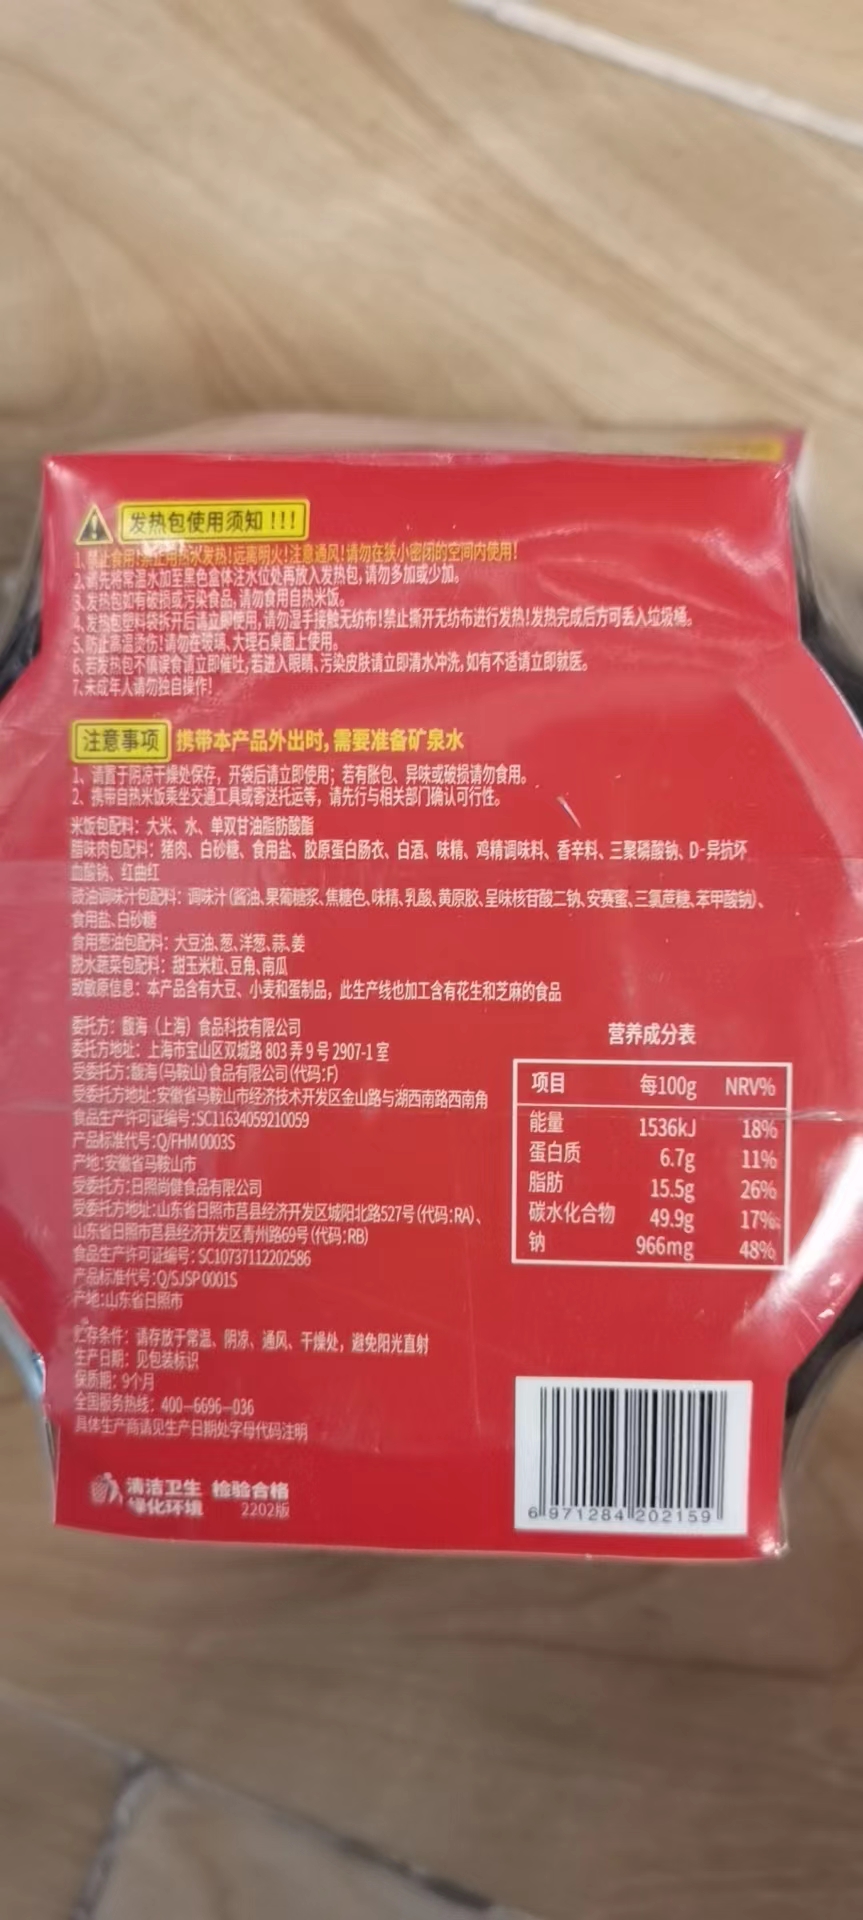 发热包使用须知!!!
1、禁止食用!禁止用热水发热!远离明火!注意通风!请勿在狭小密闭的空间内使用!
2、请先将常温水加至黑色盒体注水位处再放入发热包,请勿多加或少加。
3、发热包如有破损或污染食品,请勿食用自热米饭。
4、发热包塑料袋拆开后请立即使用,请勿湿手接触无纺布!禁止撕开无纺布进行发热!发热完成后方可丢入垃圾桶。
5、防止高温烫伤!请勿在玻璃、大理石桌面上使用。
6、若发热包不慎误食请立即催吐,若进入眼睛、污染皮肤请立即清水冲洗,如有不适请立即就医。
7、未成年人请勿独自操作!
注意事项 携带本产品外出时,需要准备矿泉水
1、请置于阴凉干燥处保存，开袋后请立即使用；若有胀包、异味或破损请勿食用。
2、携带自热米饭乘坐交通工具或寄送托运等，请先行与相关部门确认可行性。
米饭包配料：大米、水、单双甘油脂肪酸酯
腊味肉包配料：猪肉、白砂糖、食用盐、胶原蛋白肠衣、白酒、味精、鸡精调味料、香辛料、三聚磷酸钠、D-异抗坏
血酸钠、红曲红
豉油调味汁包配料：调味汁(酱油、果葡糖浆、焦糖色、味精、乳酸、黄原胶、呈味核苷酸二钠、安赛蜜、三氯蔗糖、苯甲酸钠)、
食用盐、白砂糖
食用葱油包配料：大豆油、葱、洋葱、蒜、姜
脱水蔬菜包配料：甜玉米粒、豆角、南瓜
致敏原信息：本产品含有大豆、小麦和蛋制品，此生产线也加工含有花生和芝麻的食品
委托方：馥海（上海）食品科技有限公司
委托方地址：上海市宝山区双城路 803 弄 9 号 2907-1 室
受委托方:馥海(马鞍山)食品有限公司(代码:F)
受委托方地址:安徽省马鞍山市经济技术开发区金山路与湖西南路西南角
食品生产许可证编号:SC11634059210059
产品标准代号:Q/FHM 0003S
产地:安徽省马鞍山市
受委托方:日照尚健食品有限公司
受委托方地址:山东省日照市莒县经济开发区城阳北路527号(代码:RA)、
山东省日照市莒县经济开发区青州路69号(代码:RB)
食品生产许可证编号: SC10737112202586
产品标准代号:Q/SJSP 0001S
产地:山东省日照市
贮存条件：请存放于常温、阴凉、通风、干燥处，避免阳光直射
生产日期：见包装标识
保质期：9个月
全国服务热线：400—6696—036
具体生产商请见生产日期处字母代码注明
清洁卫生 检验合格
绿化环境 2202版
营养成分表
项目 每100g NRV%
能量 1536kJ 18%
蛋白质 6.7g 11%
脂肪 15.5g 26%
碳水化合物 49.9g 17%
钠 966mg 48%
6 971284 202159